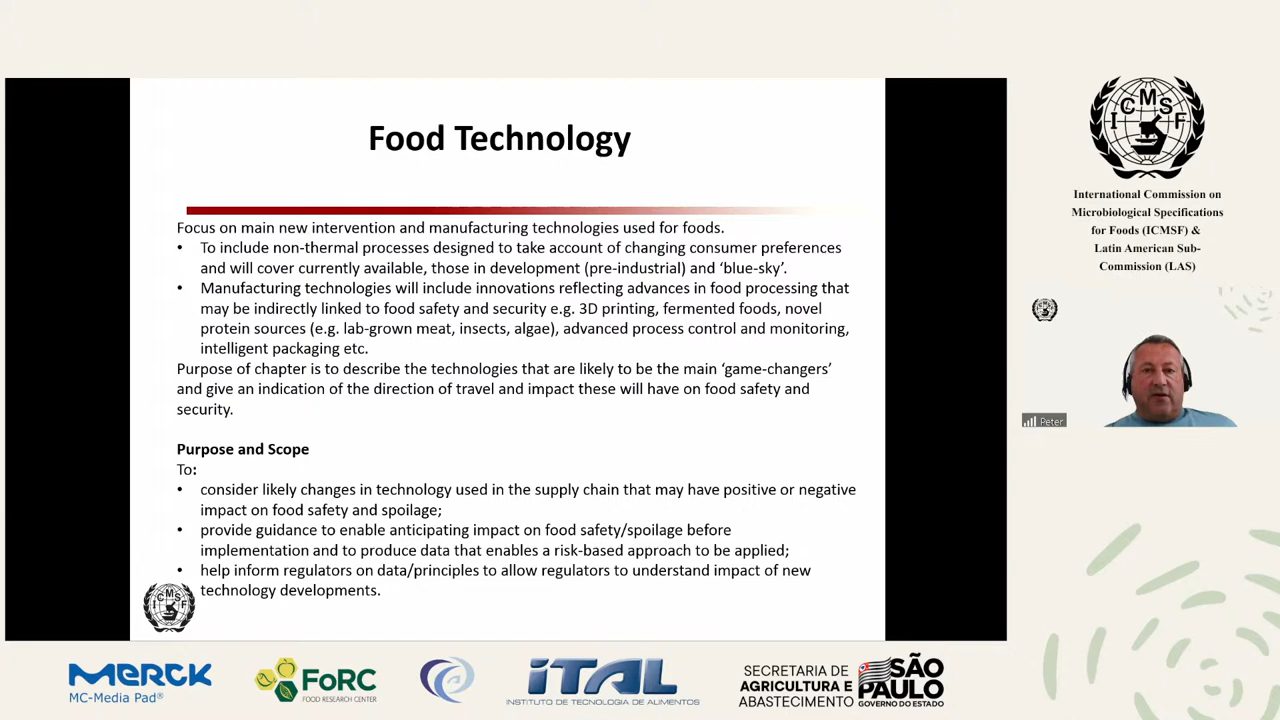 Food Technology
Focus on main new intervention and manufacturing technologies used for foods.
• To include non-thermal processes designed to take account of changing consumer preferences
and will cover currently available, those in development (pre-industrial) and ‘blue-sky’.
• Manufacturing technologies will include innovations reflecting advances in food processing that
may be indirectly linked to food safety and security e.g. 3D printing, fermented foods, novel
protein sources (e.g. lab-grown meat, insects, algae), advanced process control and monitoring,
intelligent packaging etc.
Purpose of chapter is to describe the technologies that are likely to be the main ‘game-changers’
and give an indication of the direction of travel and impact these will have on food safety and
security.
Purpose and Scope
To:
• consider likely changes in technology used in the supply chain that may have positive or negative
impact on food safety and spoilage;
• provide guidance to enable anticipating impact on food safety/spoilage before
implementation and to produce data that enables a risk-based approach to be applied;
• help inform regulators on data/principles to allow regulators to understand impact of new
technology developments.
ICMSF
ICMSF
International Commission on
Microbiological Specifications
for Foods (ICMSF) &
Latin American Sub-
Commission (LAS)
Peter
MERCK
MC-Media Pad®
FoRC
FOOD RESEARCH CENTER
iTAL
INSTITUTO DE TECNOLOGIA DE ALIMENTOS
SECRETARIA DE
AGRICULTURA E
ABASTECIMENTO
SÃO
PAULO
GOVERNO DO ESTADO